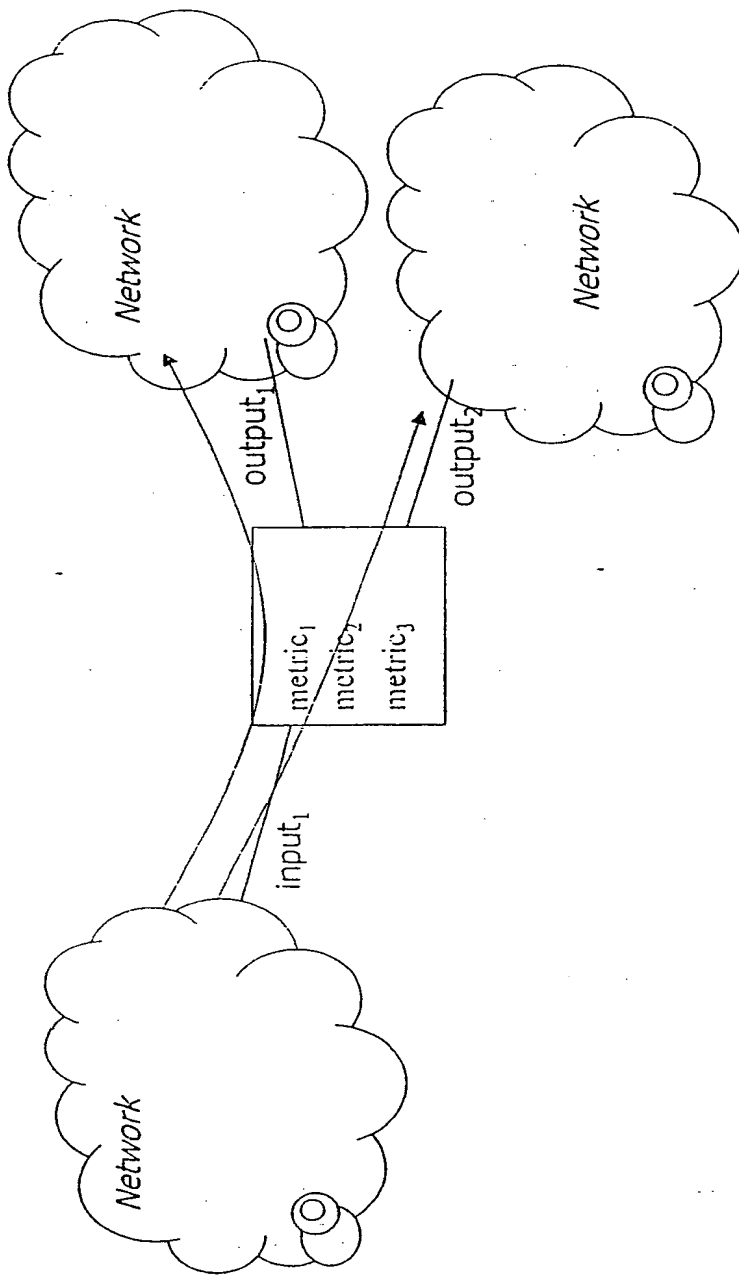 Network
Network
output₁
input₁
metric₁
metric₂
metric₃
output₂
Network